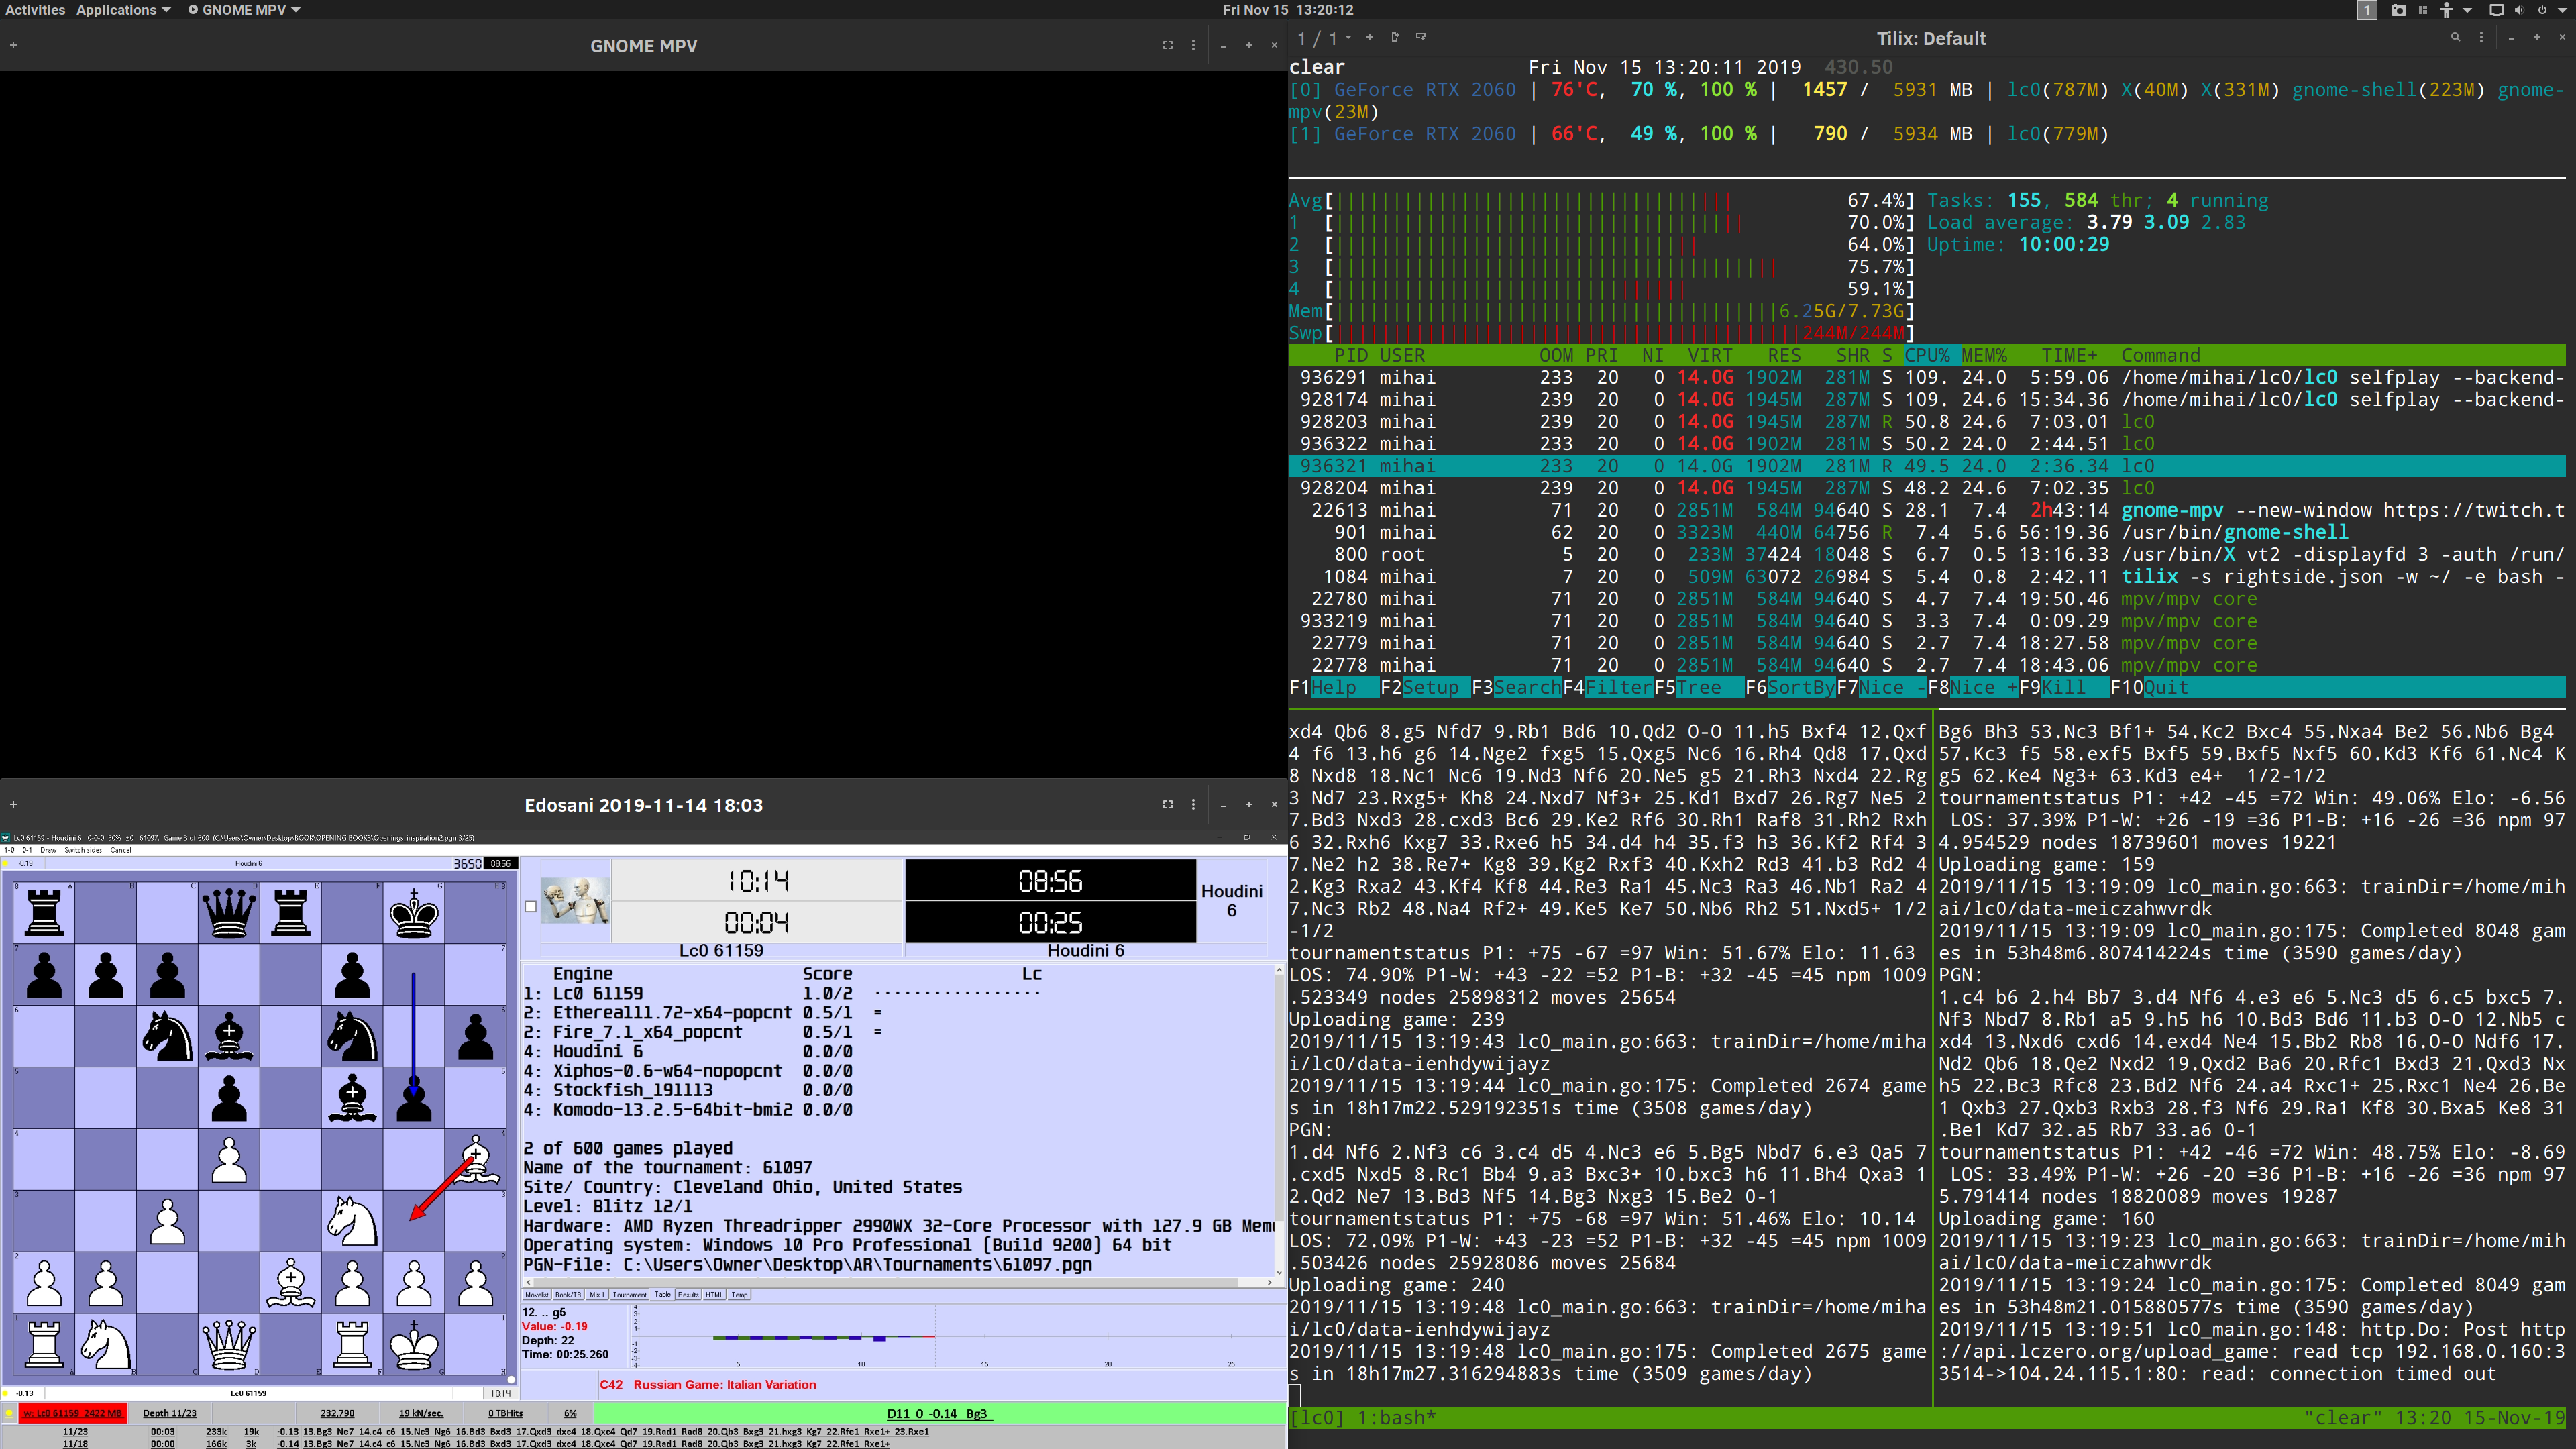 Activities Applications GNOME MPV Fri Nov 15 13:20:12 1
GNOME MPV
1 / 1 Tilix: Default
clear Fri Nov 15 13:20:11 2019 430.50
[0] GeForce RTX 2060 | 76'C, 70 %, 100 % | 1457 / 5931 MB | lc0(787M) X(40M) X(331M) gnome-shell(223M) gnome-
mpv(23M)
[1] GeForce RTX 2060 | 66'C, 49 %, 100 % | 790 / 5934 MB | lc0(779M)
Avg[ 67.4%] Tasks: 155, 584 thr; 4 running
1 [ 70.0%] Load average: 3.79 3.09 2.83
2 [ 64.0%] Uptime: 10:00:29
3 [ 75.7%]
4 [ 59.1%]
Mem[ 6.25G/7.73G]
Swp[ 244M/244M]
PID USER OOM PRI NI VIRT RES SHR S CPU% MEM% TIME+ Command
936291 mihai 233 20 0 14.0G 1902M 281M S 109. 24.0 5:59.06 /home/mihai/lc0/lc0 selfplay --backend-
928174 mihai 239 20 0 14.0G 1945M 287M S 109. 24.6 15:34.36 /home/mihai/lc0/lc0 selfplay --backend-
928203 mihai 239 20 0 14.0G 1945M 287M R 50.8 24.6 7:03.01 lc0
936322 mihai 233 20 0 14.0G 1902M 281M S 50.2 24.0 2:44.51 lc0
936321 mihai 233 20 0 14.0G 1902M 281M R 49.5 24.0 2:36.34 lc0
928204 mihai 239 20 0 14.0G 1945M 287M S 48.2 24.6 7:02.35 lc0
22613 mihai 71 20 0 2851M 584M 94640 S 28.1 7.4 2h43:14 gnome-mpv --new-window https://twitch.t
901 mihai 62 20 0 3323M 440M 64756 R 7.4 5.6 56:19.36 /usr/bin/gnome-shell
800 root 5 20 0 233M 37424 18048 S 6.7 0.5 13:16.33 /usr/bin/X vt2 -displayfd 3 -auth /run/
1084 mihai 7 20 0 509M 63072 26984 S 5.4 0.8 2:42.11 tilix -s rightside.json -w ~/ -e bash -
22780 mihai 71 20 0 2851M 584M 94640 S 4.7 7.4 19:50.46 mpv/mpv core
933219 mihai 71 20 0 2851M 584M 94640 S 3.3 7.4 0:09.29 mpv/mpv core
22779 mihai 71 20 0 2851M 584M 94640 S 2.7 7.4 18:27.58 mpv/mpv core
22778 mihai 71 20 0 2851M 584M 94640 S 2.7 7.4 18:43.06 mpv/mpv core
F1Help F2Setup F3SearchF4FilterF5Tree F6SortByF7Nice -F8Nice +F9Kill F10Quit
xd4 Qb6 8.g5 Nfd7 9.Rb1 Bd6 10.Qd2 O-O 11.h5 Bxf4 12.Qxf
4 f6 13.h6 g6 14.Nge2 fxg5 15.Qxg5 Nc6 16.Rh4 Qd8 17.Qxd
8 Nxd8 18.Nc1 Nc6 19.Nd3 Nf6 20.Ne5 g5 21.Rh3 Nxd4 22.Rg
3 Nd7 23.Rxg5+ Kh8 24.Nxd7 Nf3+ 25.Kd1 Bxd7 26.Rg7 Ne5 2
7.Bd3 Nxd3 28.cxd3 Bc6 29.Ke2 Rf6 30.Rh1 Raf8 31.Rh2 Rxh
6 32.Rxh6 Kxg7 33.Rxe6 h5 34.d4 h4 35.f3 h3 36.Kf2 Rf4 3
7.Ne2 h2 38.Re7+ Kg8 39.Kg2 Rxf3 40.Kxh2 Rd3 41.b3 Rd2 4
2.Kg3 Rxa2 43.Kf4 Kf8 44.Re3 Ra1 45.Nc3 Ra3 46.Nb1 Ra2 4
7.Nc3 Rb2 48.Na4 Rf2+ 49.Ke5 Ke7 50.Nb6 Rh2 51.Nxd5+ 1/2
-1/2
tournamentstatus P1: +75 -67 =97 Win: 51.67% Elo: 11.63
LOS: 74.90% P1-W: +43 -22 =52 P1-B: +32 -45 =45 npm 1009
.523349 nodes 25898312 moves 25654
Uploading game: 239
2019/11/15 13:19:43 lc0_main.go:663: trainDir=/home/miha
i/lc0/data-ienhdywijayz
2019/11/15 13:19:44 lc0_main.go:175: Completed 2674 game
s in 18h17m22.529192351s time (3508 games/day)
PGN:
1.d4 Nf6 2.Nf3 c6 3.c4 d5 4.Nc3 e6 5.Bg5 Nbd7 6.e3 Qa5 7
.cxd5 Nxd5 8.Rc1 Bb4 9.a3 Bxc3+ 10.bxc3 h6 11.Bh4 Qxa3 1
2.Qd2 Ne7 13.Bd3 Nf5 14.Bg3 Nxg3 15.Be2 0-1
tournamentstatus P1: +75 -68 =97 Win: 51.46% Elo: 10.14
LOS: 72.09% P1-W: +43 -23 =52 P1-B: +32 -45 =45 npm 1009
.503426 nodes 25928086 moves 25684
Uploading game: 240
2019/11/15 13:19:48 lc0_main.go:663: trainDir=/home/miha
i/lc0/data-ienhdywijayz
2019/11/15 13:19:48 lc0_main.go:175: Completed 2675 game
s in 18h17m27.316294883s time (3509 games/day)
Bg6 Bh3 53.Nc3 Bf1+ 54.Kc2 Bxc4 55.Nxa4 Be2 56.Nb6 Bg4
57.Kc3 f5 58.exf5 Bxf5 59.Bxf5 Nxf5 60.Kd3 Kf6 61.Nc4 K
g5 62.Ke4 Ng3+ 63.Kd3 e4+ 1/2-1/2
tournamentstatus P1: +42 -45 =72 Win: 49.06% Elo: -6.56
LOS: 37.39% P1-W: +26 -19 =36 P1-B: +16 -26 =36 npm 97
4.954529 nodes 18739601 moves 19221
Uploading game: 159
2019/11/15 13:19:09 lc0_main.go:663: trainDir=/home/mih
ai/lc0/data-meiczahwvrdk
2019/11/15 13:19:09 lc0_main.go:175: Completed 8048 gam
es in 53h48m6.807414224s time (3590 games/day)
PGN:
1.c4 b6 2.h4 Bb7 3.d4 Nf6 4.e3 e6 5.Nc3 d5 6.c5 bxc5 7.
Nf3 Nbd7 8.Rb1 a5 9.h5 h6 10.Bd3 Bd6 11.b3 O-O 12.Nb5 c
xd4 13.Nxd6 cxd6 14.exd4 Ne4 15.Bb2 Rb8 16.O-O Ndf6 17.
Nd2 Qb6 18.Qe2 Nxd2 19.Qxd2 Ba6 20.Rfc1 Bxd3 21.Qxd3 Nx
h5 22.Bc3 Rfc8 23.Bd2 Nf6 24.a4 Rxc1+ 25.Rxc1 Ne4 26.Be
1 Qxb3 27.Qxb3 Rxb3 28.f3 Nf6 29.Ra1 Kf8 30.Bxa5 Ke8 31
.Be1 Kd7 32.a5 Rb7 33.a6 0-1
tournamentstatus P1: +42 -46 =72 Win: 48.75% Elo: -8.69
LOS: 33.49% P1-W: +26 -20 =36 P1-B: +16 -26 =36 npm 97
5.791414 nodes 18820089 moves 19287
Uploading game: 160
2019/11/15 13:19:23 lc0_main.go:663: trainDir=/home/mih
ai/lc0/data-meiczahwvrdk
2019/11/15 13:19:24 lc0_main.go:175: Completed 8049 gam
es in 53h48m21.015880577s time (3590 games/day)
2019/11/15 13:19:51 lc0_main.go:148: http.Do: Post http
://api.lczero.org/upload_game: read tcp 192.168.0.160:3
3514->104.24.115.1:80: read: connection timed out
[lc0] 1:bash* "clear" 13:20 15-Nov-19
Edosani 2019-11-14 18:03
Lc0 61159 - Houdini 6 0-0-0 50% ±0 61097: Game 3 of 600 (C:\Users\Owner\Desktop\BOOK\OPENING BOOKS\Openings_inspiration2.pgn 3/25)
1-0 0-1 Draw Switch sides Cancel
-0.19 Houdini 6 3650 08:56
10:14 08:56 Houdini 6
00:04 00:25
Lc0 61159 Houdini 6
Engine Score Lc
1: Lc0 61159 1.0/2 ··················
2: Ethereal11.72-x64-popcnt 0.5/1 =
2: Fire_7.1_x64_popcnt 0.5/1 =
4: Houdini 6 0.0/0
4: Xiphos-0.6-w64-nopopcnt 0.0/0
4: Stockfish_191113 0.0/0
4: Komodo-13.2.5-64bit-bmi2 0.0/0
2 of 600 games played
Name of the tournament: 61097
Site/ Country: Cleveland Ohio, United States
Level: Blitz 12/1
Hardware: AMD Ryzen Threadripper 2990WX 32-Core Processor with 127.9 GB Mem
Operating system: Windows 10 Pro Professional (Build 9200) 64 bit
PGN-File: C:\Users\Owner\Desktop\AR\Tournaments\61097.pgn
Movelist Book/TB Mix 1 Tournament Table Results HTML Temp
12. .. g5
Value: -0.19
Depth: 22
Time: 00:25.260
5 10 15 20 25
C42 Russian Game: Italian Variation
-0.13 Lc0 61159 10:14
w: Lc0 61159 2422 MB Depth 11/23 232,790 19 kN/sec. 0 TBHits 6% D11 0 -0.14 Bg3
11/23 00:03 233k 19k -0.13 13.Bg3 Ne7 14.c4 c6 15.Nc3 Ng6 16.Bd3 Bxd3 17.Qxd3 dxc4 18.Qxc4 Qd7 19.Rad1 Rad8 20.Qb3 Bxg3 21.hxg3 Kg7 22.Rfe1 Rxe1+ 23.Rxe1
11/18 00:00 166k 3k -0.14 13.Bg3 Ne7 14.c4 c6 15.Nc3 Ng6 16.Bd3 Bxd3 17.Qxd3 dxc4 18.Qxc4 Qd7 19.Rad1 Rad8 20.Qb3 Bxg3 21.hxg3 Kg7 22.Rfe1 Rxe1+